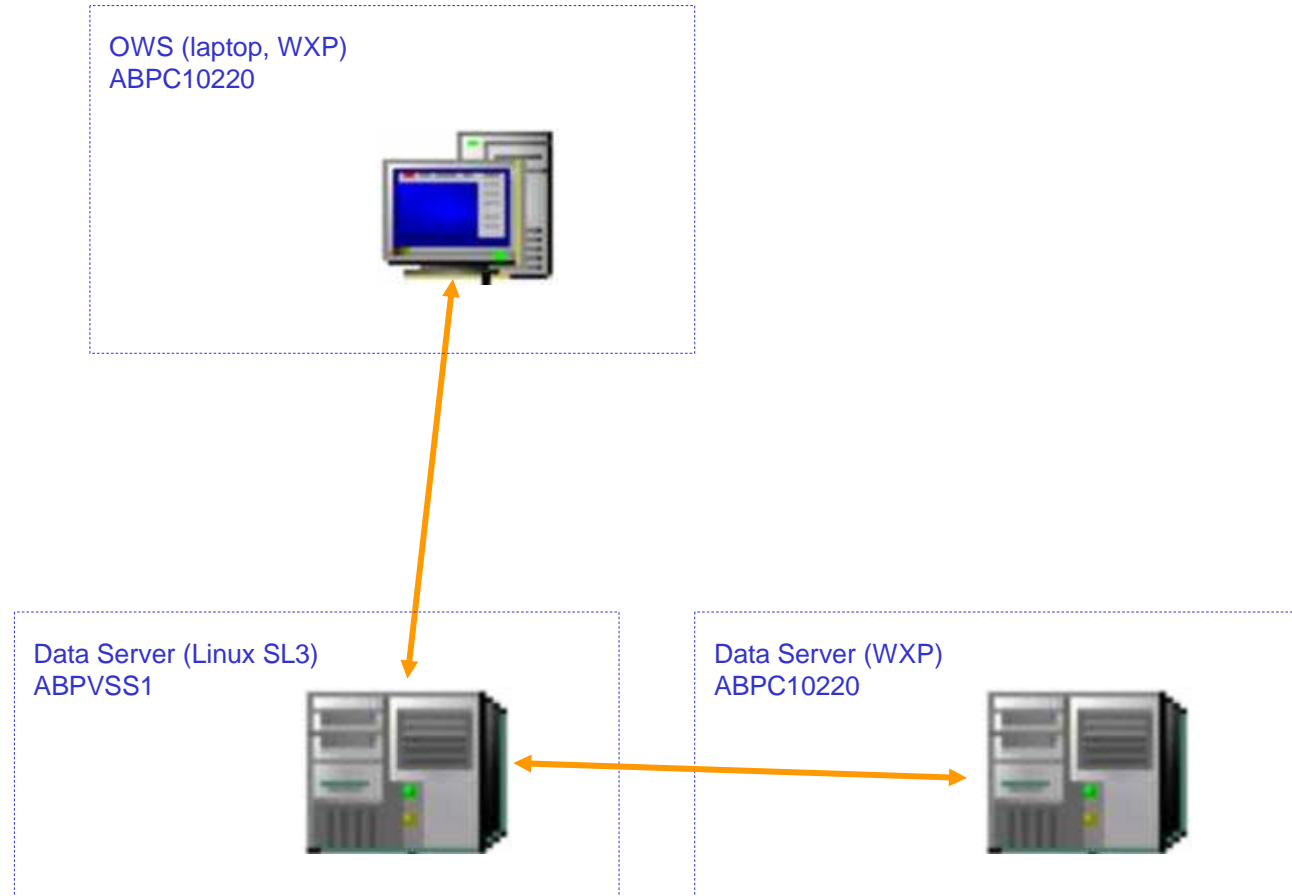 OWS (laptop, WXP)
ABPC10220
Data Server (Linux SL3)
ABPVSS1
Data Server (WXP)
ABPC10220